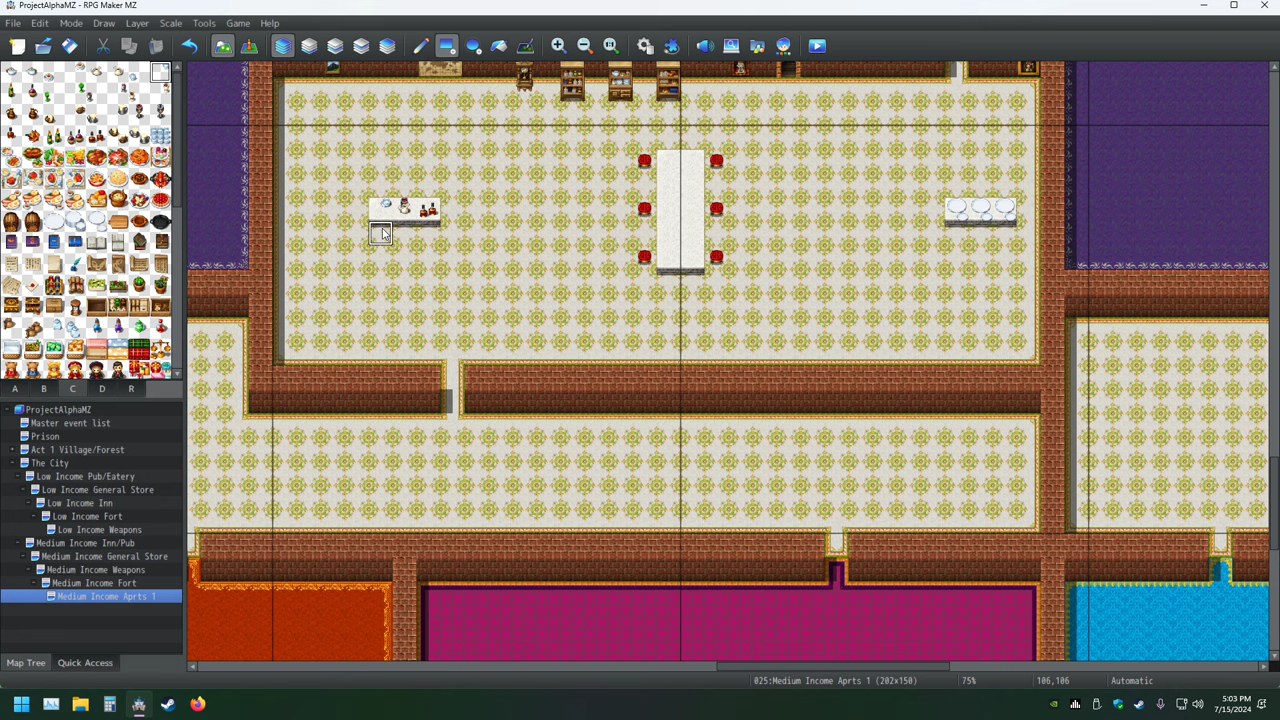 ProjectAlphaMZ - RPG Maker MZ
File Edit Mode Draw Layer Scale Tools Game Help
A B C D R
ProjectAlphaMZ
Master event list
Prison
Act 1 Village/Forest
The City
Low Income Pub/Eatery
Low Income General Store
Low Income Inn
Low Income Fort
Low Income Weapons
Medium Income Inn/Pub
Medium Income General Store
Medium Income Weapons
Medium Income Fort
Medium Income Aprts 1
Map Tree Quick Access
025:Medium Income Aprts 1 (202x150) 75% 106,106 Automatic
5:03 PM
7/15/2024